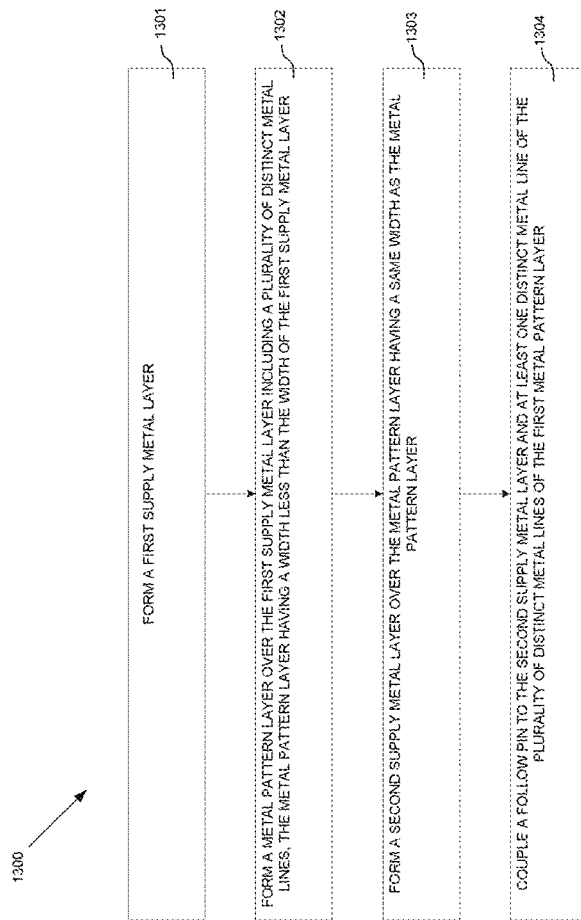 1300
FORM A FIRST SUPPLY METAL LAYER
1301
FORM A METAL PATTERN LAYER OVER THE FIRST SUPPLY METAL LAYER INCLUDING A PLURALITY OF DISTINCT METAL
LINES, THE METAL PATTERN LAYER HAVING A WIDTH LESS THAN THE WIDTH OF THE FIRST SUPPLY METAL LAYER
1302
FORM A SECOND SUPPLY METAL LAYER OVER THE METAL PATTERN LAYER HAVING A SAME WIDTH AS THE METAL
PATTERN LAYER
1303
COUPLE A FOLLOW PIN TO THE SECOND SUPPLY METAL LAYER AND AT LEAST ONE DISTINCT METAL LINE OF THE
PLURALITY OF DISTINCT METAL LINES OF THE FIRST METAL PATTERN LAYER
1304